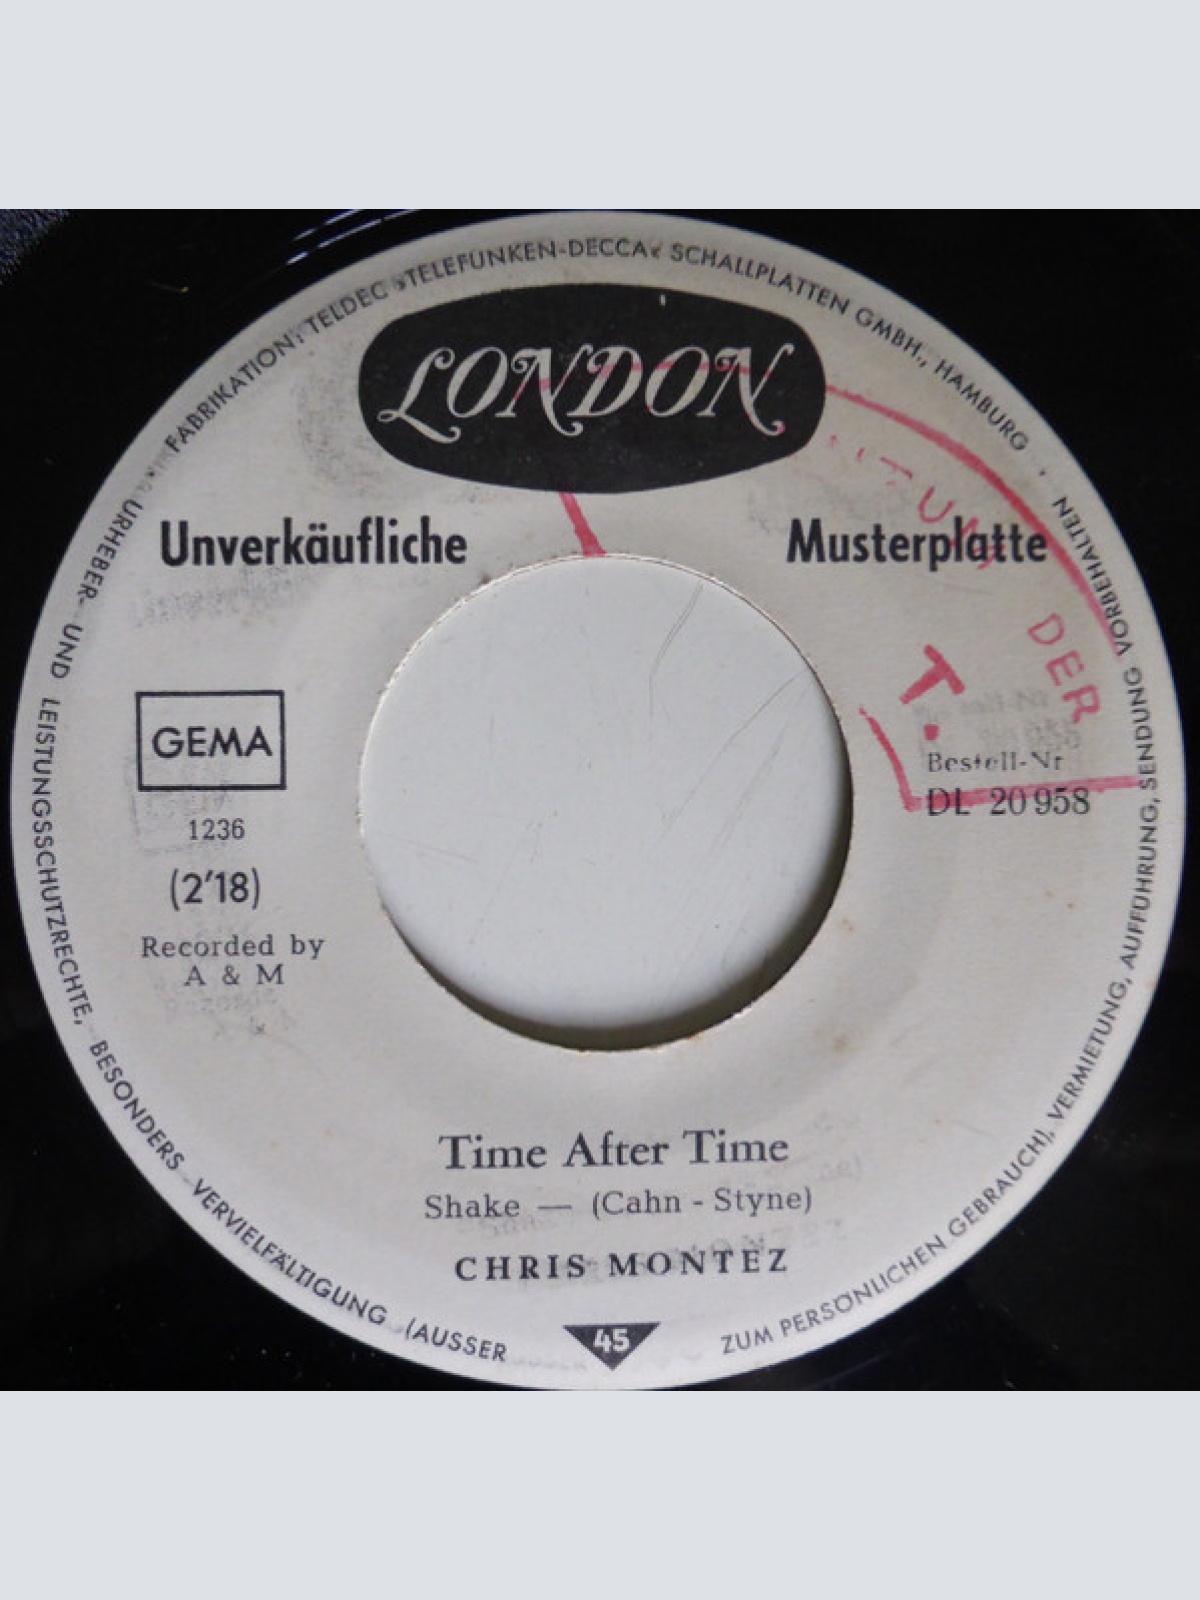 FABRIKATION: TELDEC »TELEFUNKEN-DECCA« SCHALLPLATTEN GMBH., HAMBURG
LONDON
Unverkäufliche Musterplatte
DER
T.
GEMA
Bestell-Nr
1236
DL 20 958
(2'18)
Recorded by
A & M
Time After Time
Shake — (Cahn - Styne)
CHRIS MONTEZ
45
URHEBER- UND LEISTUNGSSCHUTZRECHTE, BESONDERS VERVIELFÄLTIGUNG (AUSSER ZUM PERSÖNLICHEN GEBRAUCH), VERMIETUNG, AUFFÜHRUNG, SENDUNG VORBEHALTEN